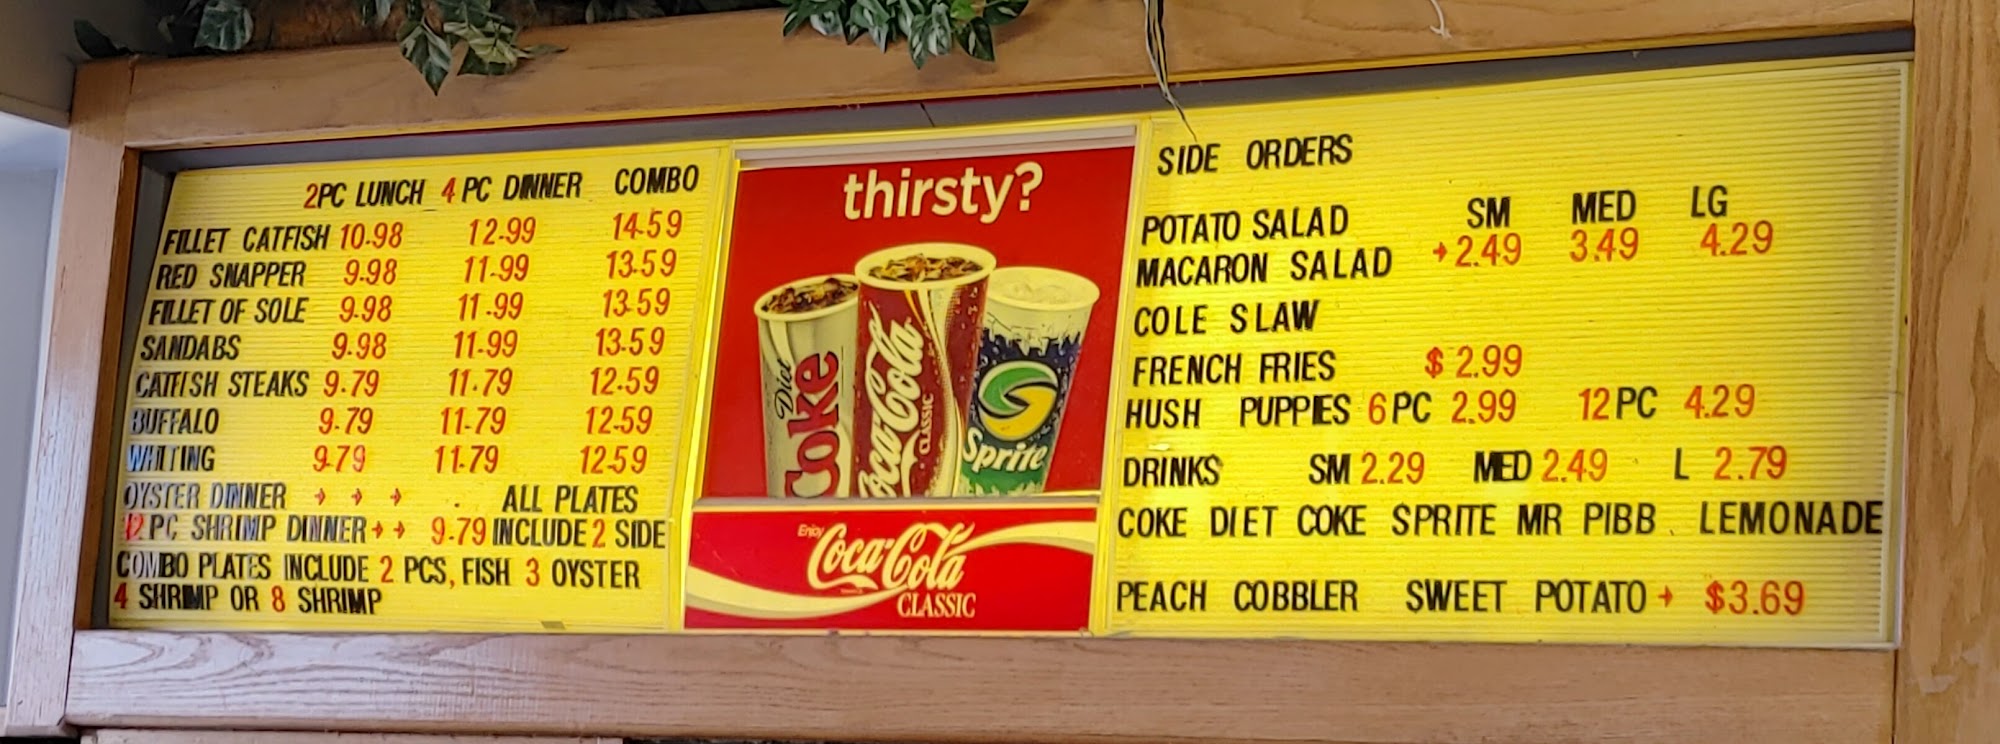 2PC LUNCH 4 PC DINNER COMBO
FILLET CATFISH 10.98 12.99 14.59
RED SNAPPER 9.98 11.99 13.59
FILLET OF SOLE 9.98 11.99 13.59
SANDABS 9.98 11.99 13.59
CATFISH STEAKS 9.79 11.79 12.59
BUFFALO 9.79 11.79 12.59
WHITING 9.79 11.79 12.59
OYSTER DINNER → → → . ALL PLATES
12 PC SHRIMP DINNER → → 9.79 INCLUDE 2 SIDE
COMBO PLATES INCLUDE 2 PCS, FISH 3 OYSTER
4 SHRIMP OR 8 SHRIMP
thirsty?
Diet Coke
Coca-Cola
CLASSIC
Sprite
Enjoy
Coca-Cola
CLASSIC
SIDE ORDERS
SM MED LG
POTATO SALAD
MACARON SALAD → 2.49 3.49 4.29
COLE SLAW
FRENCH FRIES $ 2.99
HUSH PUPPIES 6 PC 2.99 12 PC 4.29
DRINKS SM 2.29 MED 2.49 L 2.79
COKE DIET COKE SPRITE MR PIBB . LEMONADE
PEACH COBBLER SWEET POTATO → $3.69